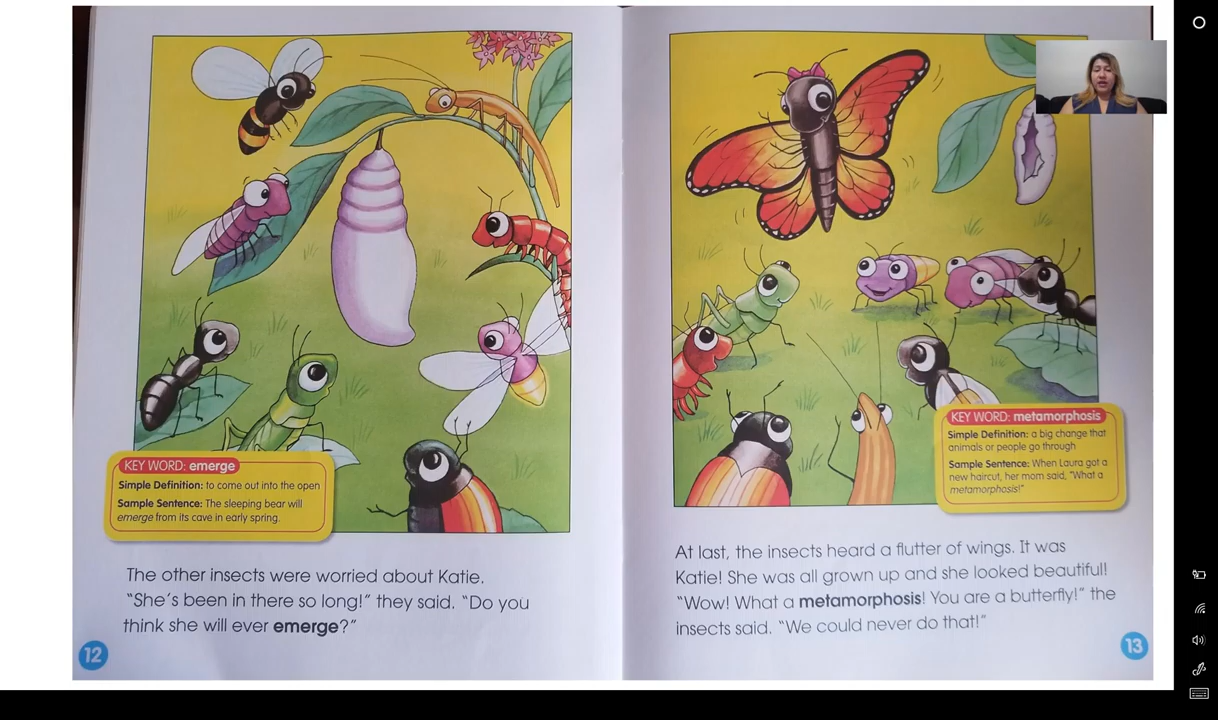 KEY WORD: emerge
Simple Definition: to come out into the open
Sample Sentence: The sleeping bear will
emerge from its cave in early spring.
The other insects were worried about Katie.
“She’s been in there so long!” they said. “Do you
think she will ever emerge?”
12
KEY WORD: metamorphosis
Simple Definition: a big change that
animals or people go through
Sample Sentence: When Laura got a
new haircut, her mom said, “What a
metamorphosis!”
At last, the insects heard a flutter of wings. It was
Katie! She was all grown up and she looked beautiful!
“Wow! What a metamorphosis! You are a butterfly!” the
insects said. “We could never do that!”
13